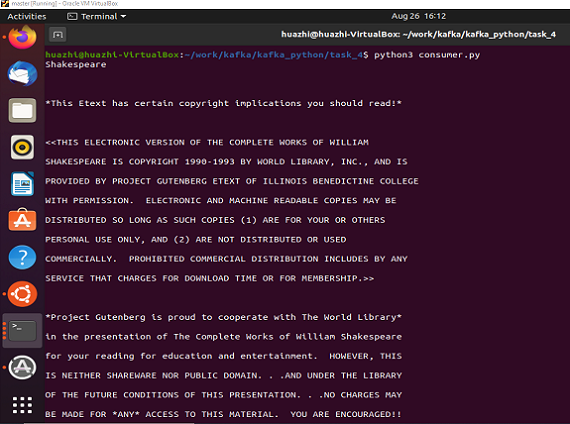 master [Running] - Oracle VM VirtualBox
Activities
Terminal
Aug 26 16:12
huazhi@huazhi-VirtualBox: ~/work/kafka/kafka_python/task_4
huazhi@huazhi-VirtualBox:~/work/kafka/kafka_python/task_4$ python3 consumer.py
Shakespeare
*This Etext has certain copyright implications you should read!*
<<THIS ELECTRONIC VERSION OF THE COMPLETE WORKS OF WILLIAM
SHAKESPEARE IS COPYRIGHT 1990-1993 BY WORLD LIBRARY, INC., AND IS
PROVIDED BY PROJECT GUTENBERG ETEXT OF ILLINOIS BENEDICTINE COLLEGE
WITH PERMISSION.  ELECTRONIC AND MACHINE READABLE COPIES MAY BE
DISTRIBUTED SO LONG AS SUCH COPIES (1) ARE FOR YOUR OR OTHERS
PERSONAL USE ONLY, AND (2) ARE NOT DISTRIBUTED OR USED
COMMERCIALLY.  PROHIBITED COMMERCIAL DISTRIBUTION INCLUDES BY ANY
SERVICE THAT CHARGES FOR DOWNLOAD TIME OR FOR MEMBERSHIP.>>
*Project Gutenberg is proud to cooperate with The World Library*
in the presentation of The Complete Works of William Shakespeare
for your reading for education and entertainment.  HOWEVER, THIS
IS NEITHER SHAREWARE NOR PUBLIC DOMAIN. . .AND UNDER THE LIBRARY
OF THE FUTURE CONDITIONS OF THIS PRESENTATION. . .NO CHARGES MAY
BE MADE FOR *ANY* ACCESS TO THIS MATERIAL.  YOU ARE ENCOURAGED!!